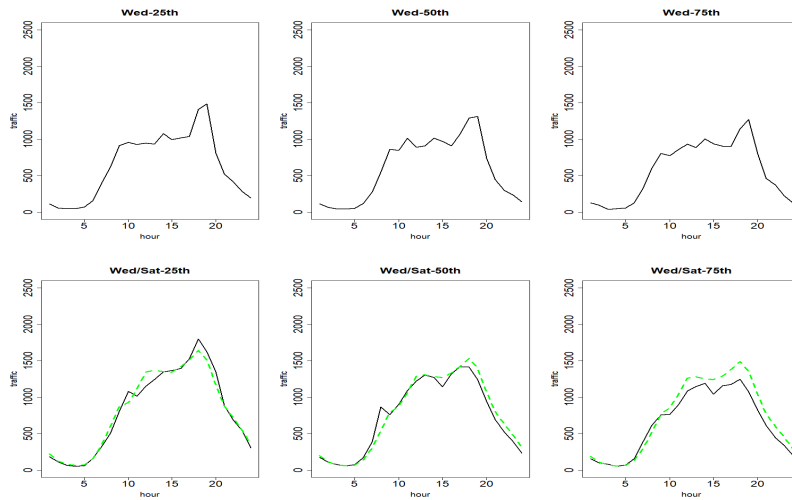 Wed-25th Wed-50th Wed-75th
traffic 0 500 1000 1500 2000 2500 traffic 0 500 1000 1500 2000 2500 traffic 0 500 1000 1500 2000 2500
5 10 15 20 5 10 15 20 5 10 15 20
hour hour hour
Wed/Sat-25th Wed/Sat-50th Wed/Sat-75th
traffic 0 500 1000 1500 2000 2500 traffic 0 500 1000 1500 2000 2500 traffic 0 500 1000 1500 2000 2500
5 10 15 20 5 10 15 20 5 10 15 20
hour hour hour